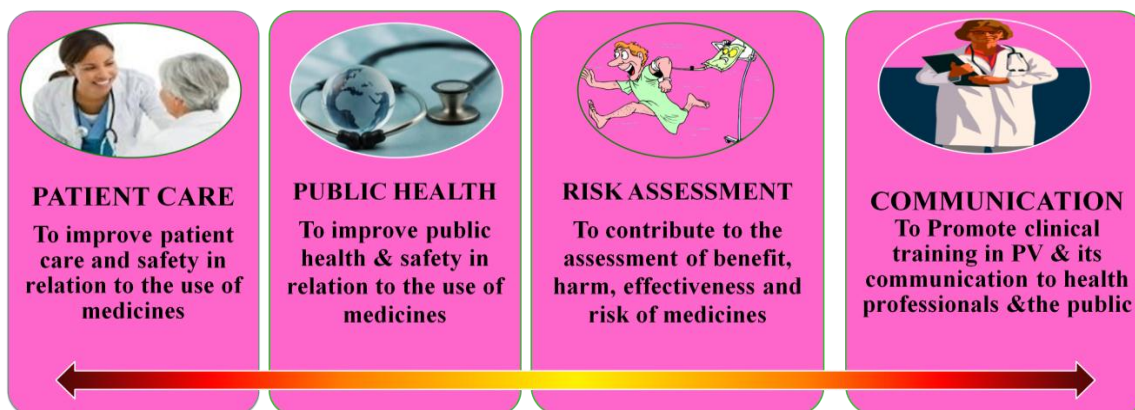 PATIENT CARE
To improve patient
care and safety in
relation to the use of
medicines
PUBLIC HEALTH
To improve public
health & safety in
relation to the use of
medicines
RISK ASSESSMENT
To contribute to the
assessment of benefit,
harm, effectiveness and
risk of medicines
COMMUNICATION
To Promote clinical
training in PV & its
communication to health
professionals &the public